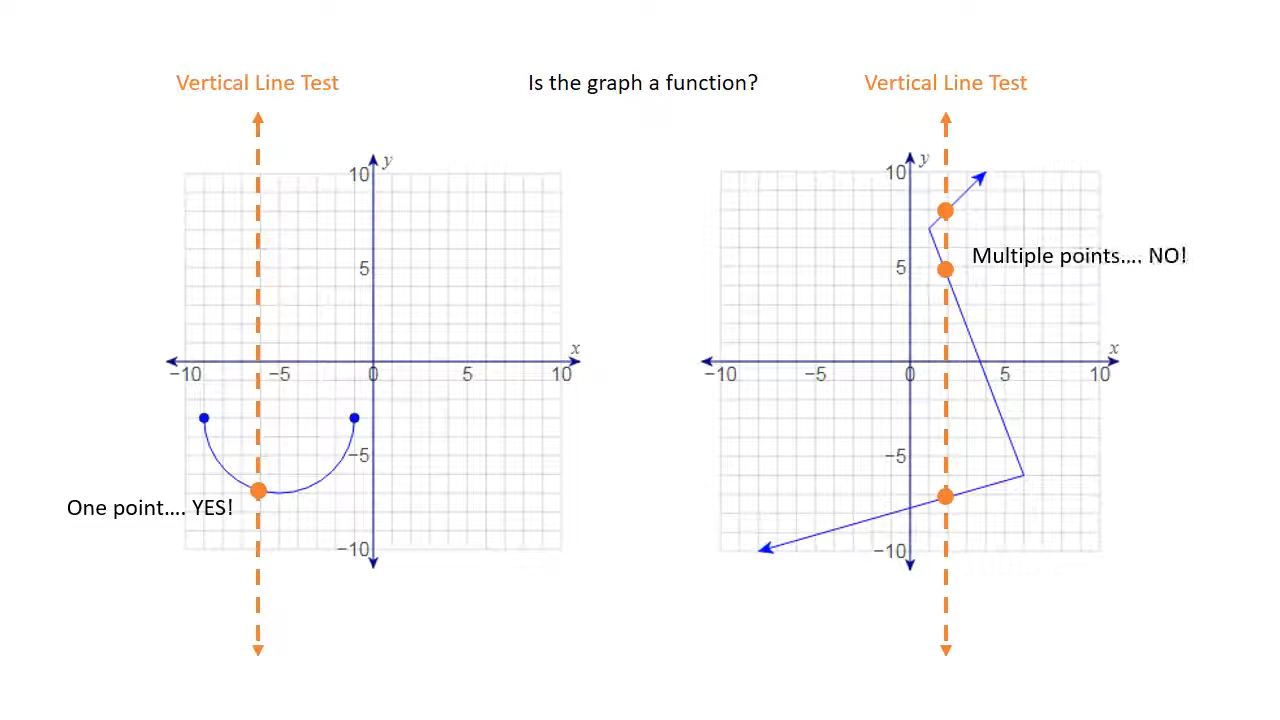 Vertical Line Test
Is the graph a function?
Vertical Line Test
y
10
5
x
−10
−5
0
5
10
−5
−10
One point.... YES!
y
10
Multiple points.... NO!
5
x
−10
−5
0
5
10
−5
−10